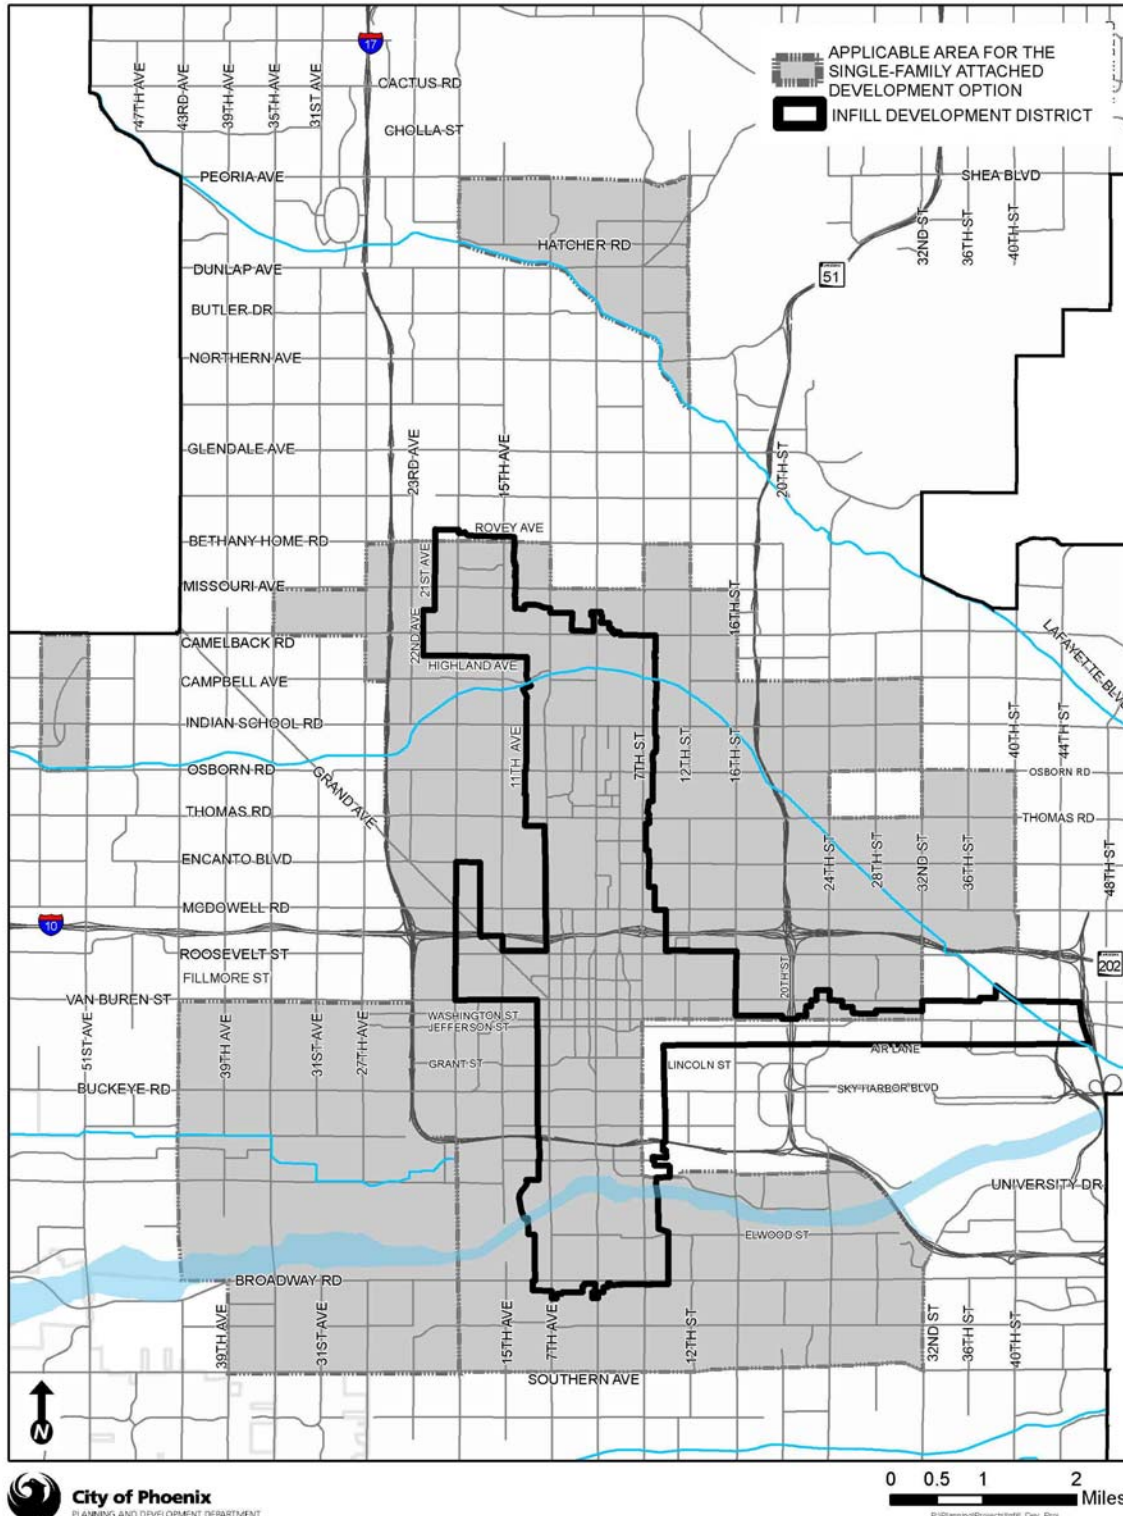 17
APPLICABLE AREA FOR THE
SINGLE-FAMILY ATTACHED
DEVELOPMENT OPTION
INFILL DEVELOPMENT DISTRICT
47TH AVE
43RD AVE
39TH AVE
35TH AVE
31ST AVE
CACTUS RD
CHOLLA ST
PEORIA AVE
SHEA BLVD
32ND ST
36TH ST
40TH ST
HATCHER RD
DUNLAP AVE
51
BUTLER DR
NORTHERN AVE
GLENDALE AVE
23RD AVE
15TH AVE
20TH ST
ROVEY AVE
BETHANY HOME RD
21ST AVE
MISSOURI AVE
16TH ST
22ND AVE
CAMELBACK RD
HIGHLAND AVE
CAMPBELL AVE
INDIAN SCHOOL RD
11TH AVE
7TH ST
12TH ST
16TH ST
40TH ST
44TH ST
OSBORN RD
OSBORN RD
GRAND AVE
THOMAS RD
THOMAS RD
ENCANTO BLVD
24TH ST
28TH ST
32ND ST
36TH ST
48TH ST
MCDOWELL RD
10
ROOSEVELT ST
202
FILLMORE ST
20TH ST
VAN BUREN ST
WASHINGTON ST
JEFFERSON ST
51ST AVE
39TH AVE
31ST AVE
27TH AVE
AIR LANE
GRANT ST
LINCOLN ST
BUCKEYE RD
SKY HARBOR BLVD
UNIVERSITY DR
ELWOOD ST
BROADWAY RD
39TH AVE
31ST AVE
15TH AVE
7TH AVE
12TH ST
32ND ST
36TH ST
40TH ST
SOUTHERN AVE
N
City of Phoenix
PLANNING AND DEVELOPMENT DEPARTMENT
0 0.5 1 2
Miles